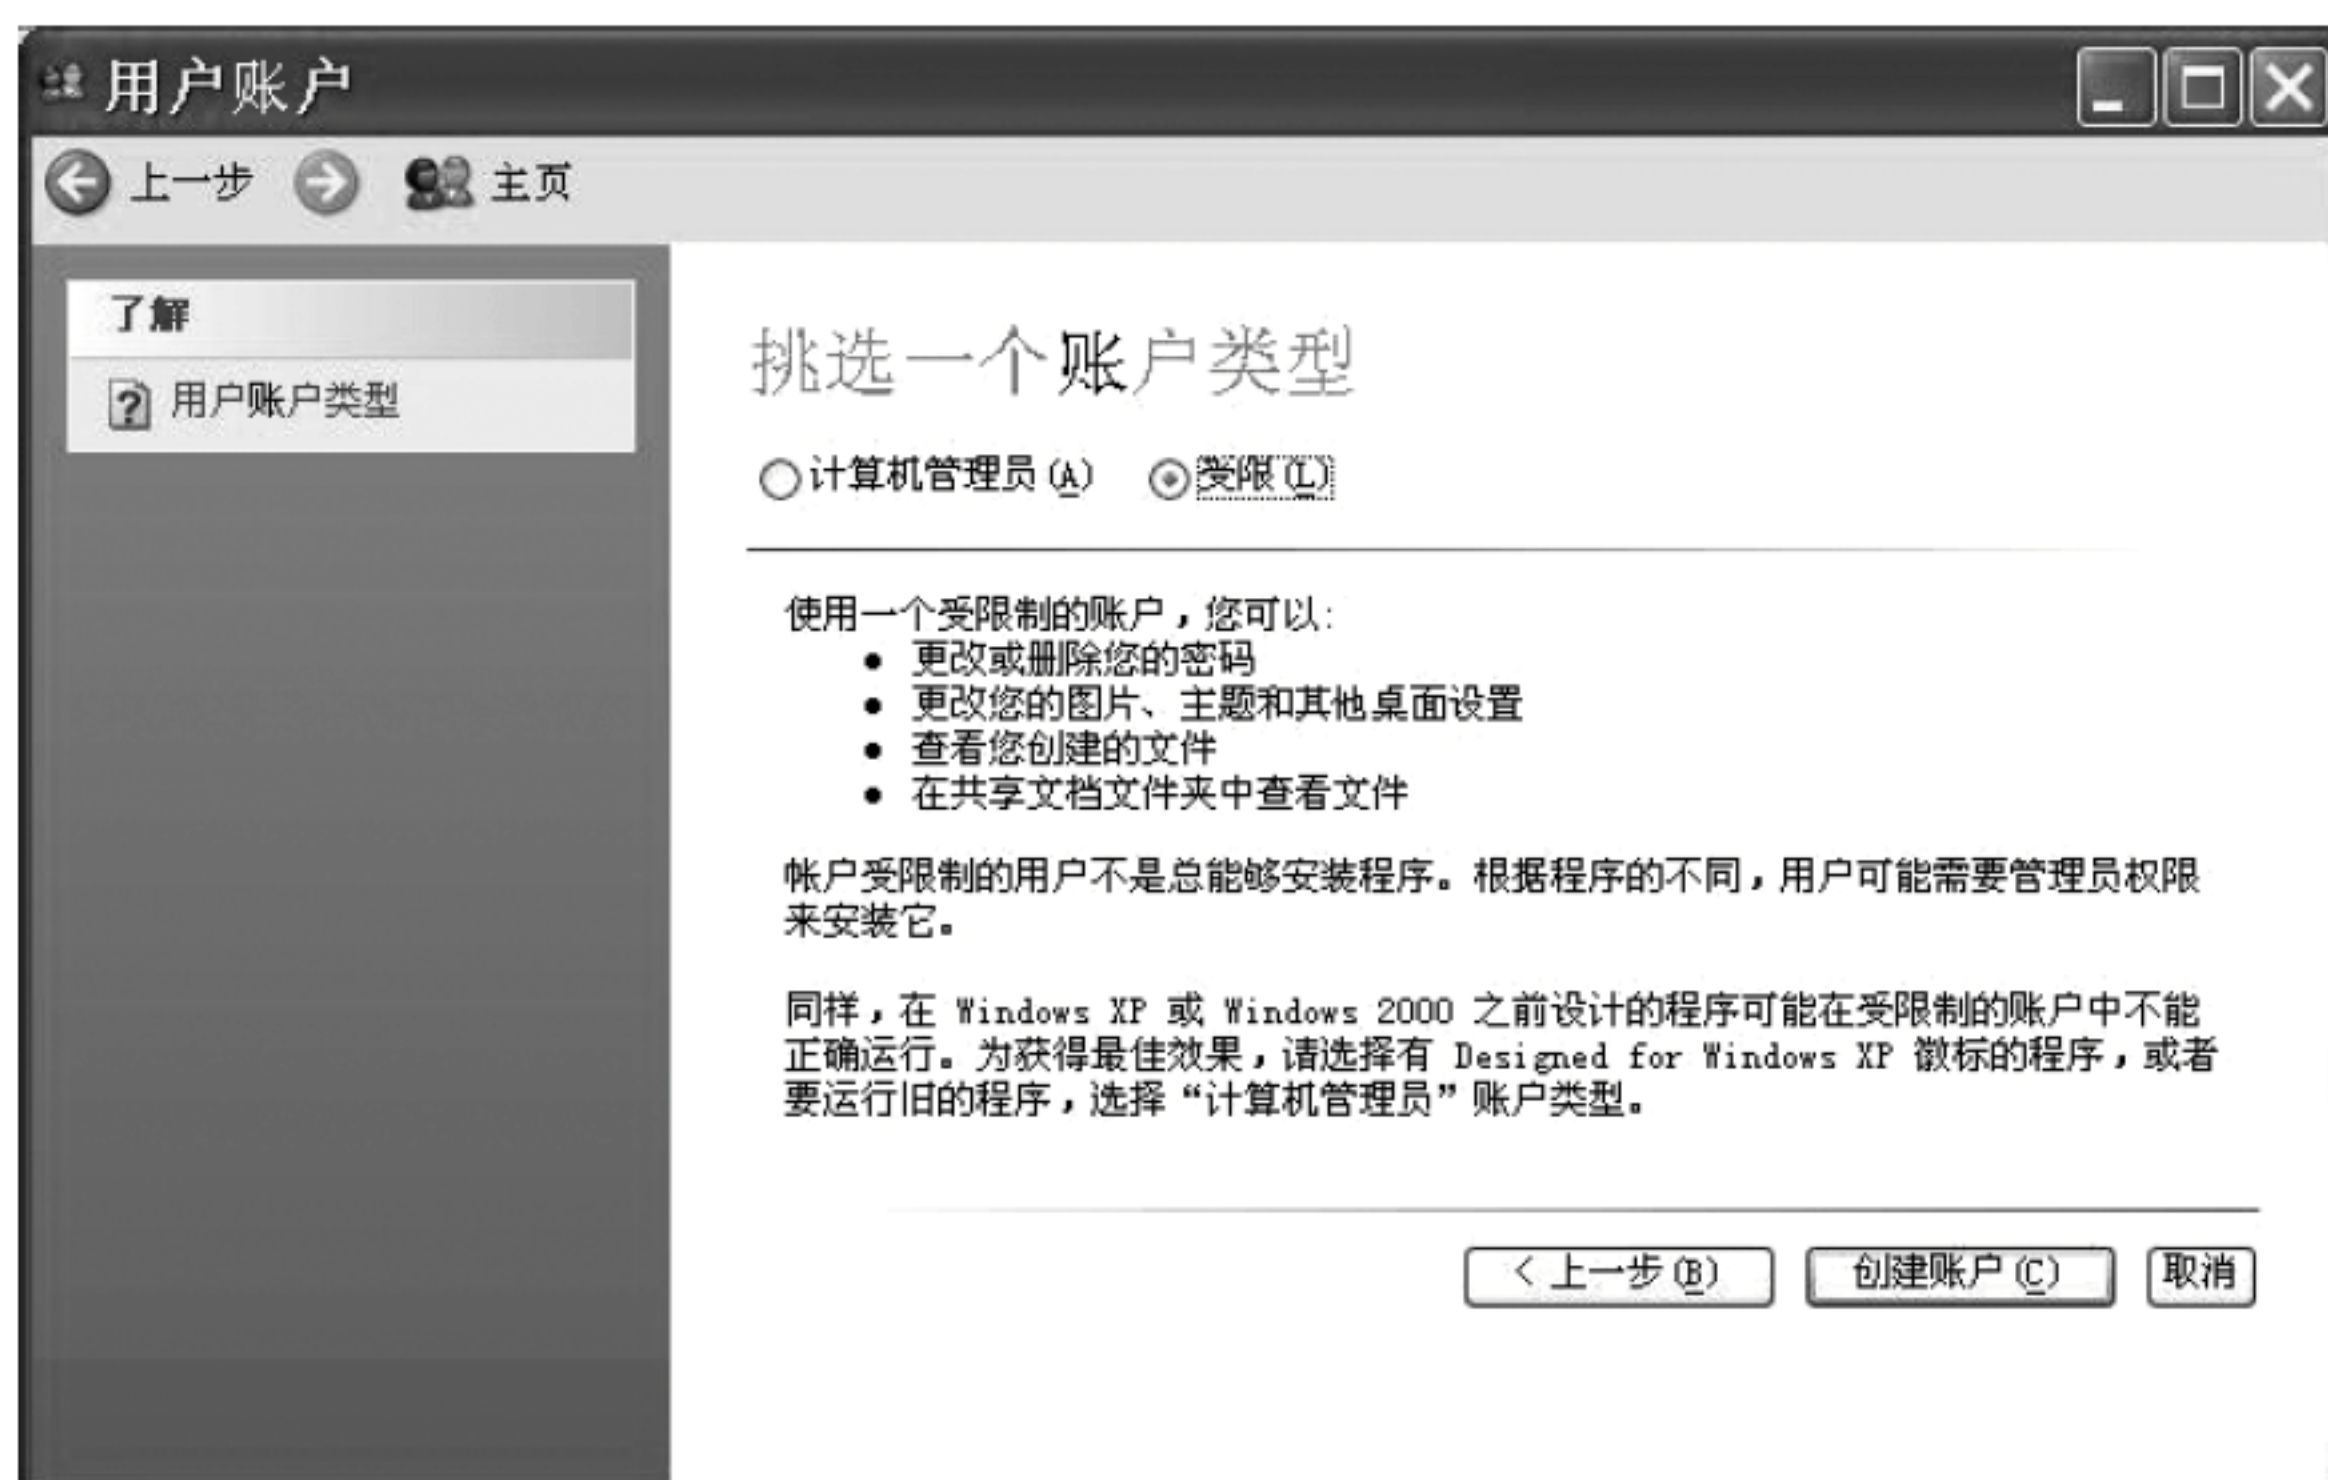 用户账户
上一步 主页
了解
用户账户类型
挑选一个账户类型
计算机管理员(A) 受限(L)
使用一个受限制的账户，您可以:
● 更改或删除您的密码
● 更改您的图片、主题和其他桌面设置
● 查看您创建的文件
● 在共享文档文件夹中查看文件
帐户受限制的用户不是总能够安装程序。根据程序的不同，用户可能需要管理员权限
来安装它。
同样，在 Windows XP 或 Windows 2000 之前设计的程序可能在受限制的账户中不能
正确运行。为获得最佳效果，请选择有 Designed for Windows XP 徽标的程序，或者
要运行旧的程序，选择“计算机管理员”账户类型。
< 上一步(B) 创建账户(C) 取消